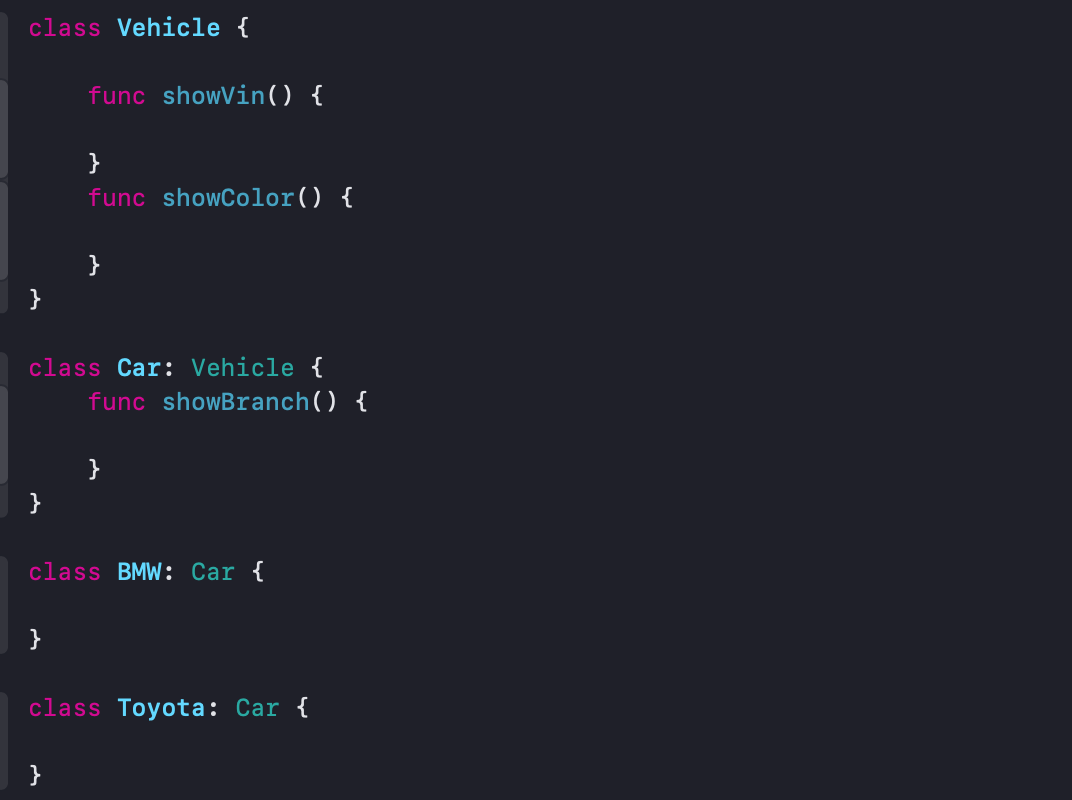 class Vehicle {
    func showVin() {
    }
    func showColor() {
    }
}
class Car: Vehicle {
    func showBranch() {
    }
}
class BMW: Car {
}
class Toyota: Car {
}